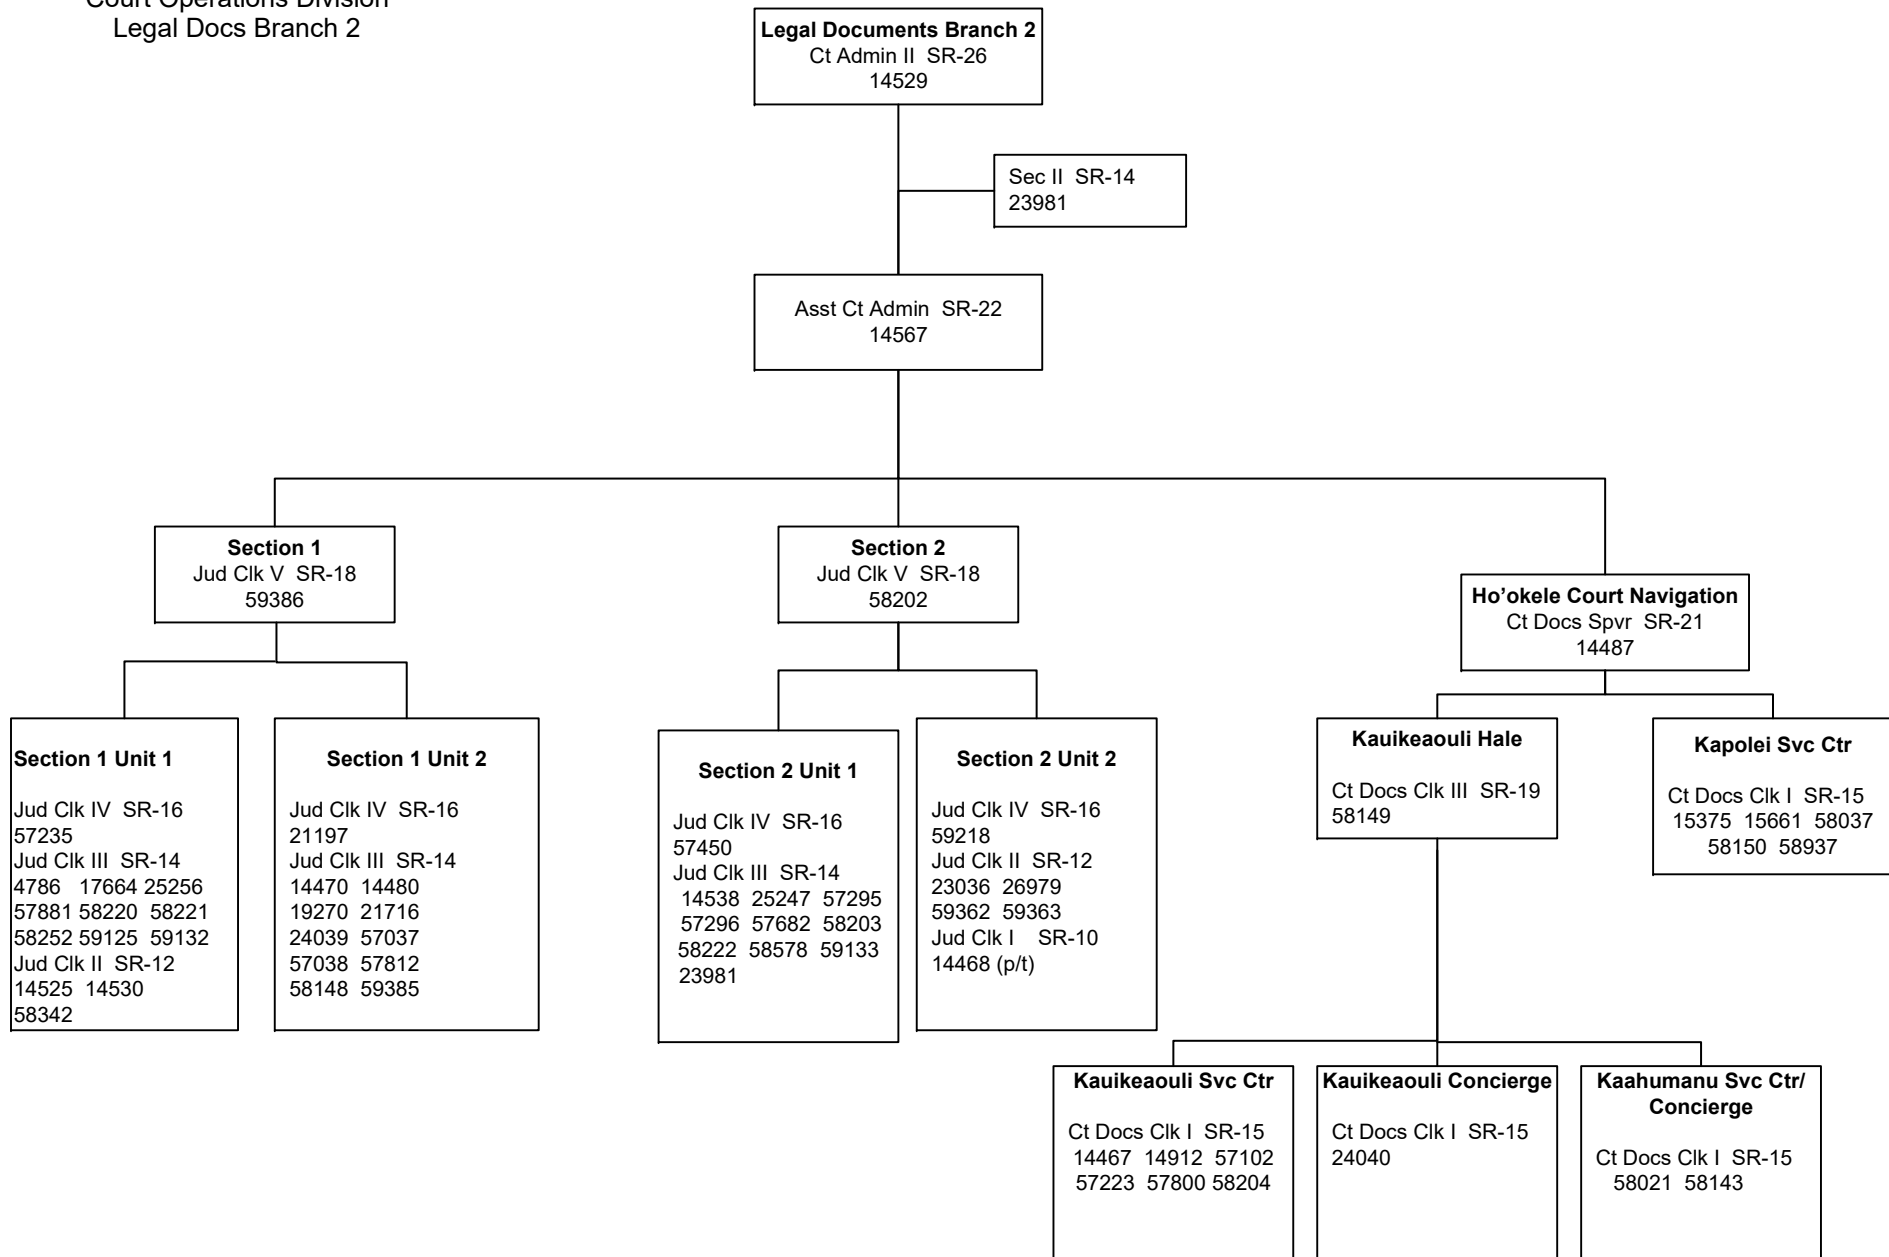 Court Operations Division
Legal Docs Branch 2
Legal Documents Branch 2
Ct Admin II SR-26
14529
Sec II SR-14
23981
Asst Ct Admin SR-22
14567
Section 1
Jud Clk V SR-18
59386
Section 2
Jud Clk V SR-18
58202
Ho’okele Court Navigation
Ct Docs Spvr SR-21
14487
Section 1 Unit 1
Jud Clk IV SR-16
57235
Jud Clk III SR-14
4786 17664 25256
57881 58220 58221
58252 59125 59132
Jud Clk II SR-12
14525 14530
58342
Section 1 Unit 2
Jud Clk IV SR-16
21197
Jud Clk III SR-14
14470 14480
19270 21716
24039 57037
57038 57812
58148 59385
Section 2 Unit 1
Jud Clk IV SR-16
57450
Jud Clk III SR-14
14538 25247 57295
57296 57682 58203
58222 58578 59133
23981
Section 2 Unit 2
Jud Clk IV SR-16
59218
Jud Clk II SR-12
23036 26979
59362 59363
Jud Clk I SR-10
14468 (p/t)
Kauikeaouli Hale
Ct Docs Clk III SR-19
58149
Kapolei Svc Ctr
Ct Docs Clk I SR-15
15375 15661 58037
58150 58937
Kauikeaouli Svc Ctr
Ct Docs Clk I SR-15
14467 14912 57102
57223 57800 58204
Kauikeaouli Concierge
Ct Docs Clk I SR-15
24040
Kaahumanu Svc Ctr/
Concierge
Ct Docs Clk I SR-15
58021 58143